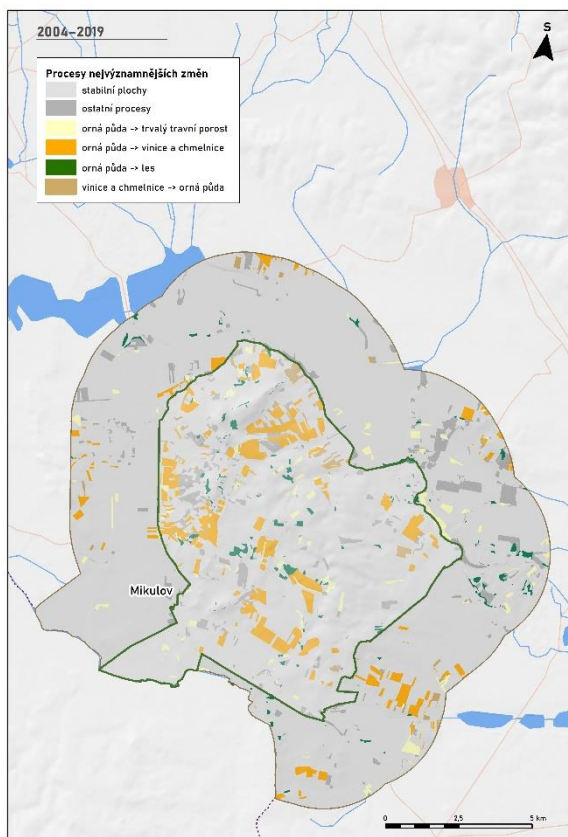 2004–2019
S
Procesy nejvýznamnějších změn
stabilní plochy
ostatní procesy
orná půda -> trvalý travní porost
orná půda -> vinice a chmelnice
orná půda -> les
vinice a chmelnice -> orná půda
Mikulov
0 2,5 5 km